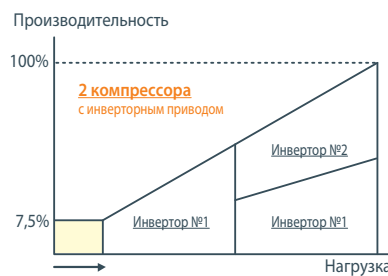 Производительность
100%
2 компрессора
с инверторным приводом
Инвертор №2
7,5%
Инвертор №1
Инвертор №1
Нагрузка